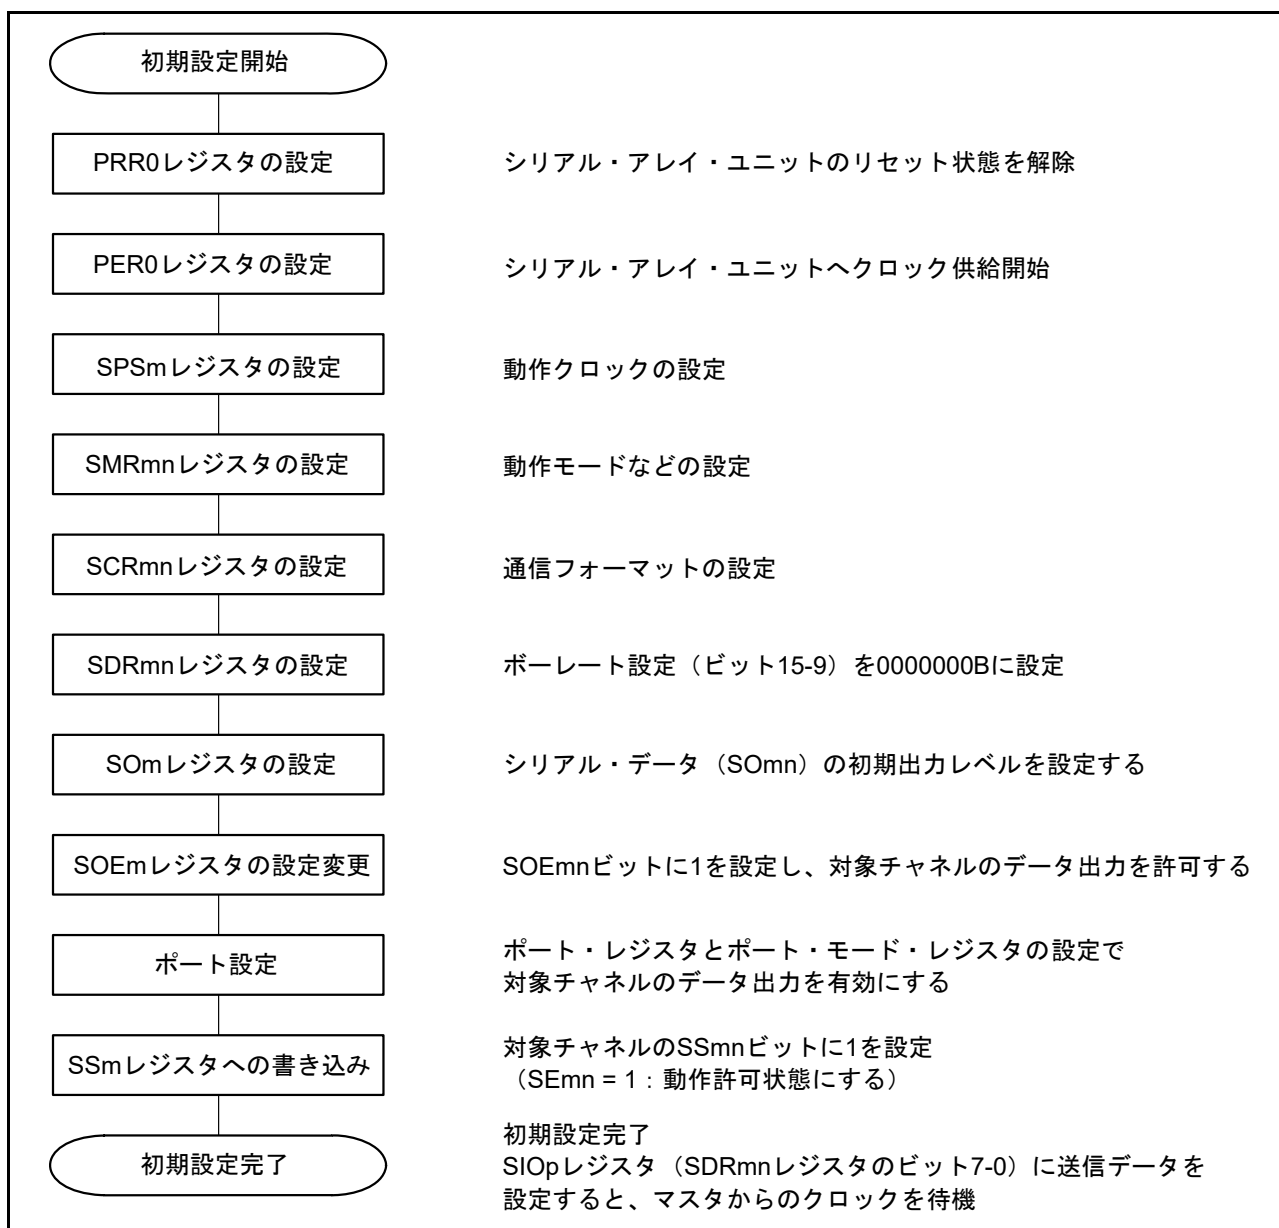 初期設定開始
PRR0レジスタの設定
シリアル・アレイ・ユニットのリセット状態を解除
PER0レジスタの設定
シリアル・アレイ・ユニットへクロック供給開始
SPSmレジスタの設定
動作クロックの設定
SMRmnレジスタの設定
動作モードなどの設定
SCRmnレジスタの設定
通信フォーマットの設定
SDRmnレジスタの設定
ボーレート設定（ビット15-9）を0000000Bに設定
SOmレジスタの設定
シリアル・データ（SOmn）の初期出力レベルを設定する
SOEmレジスタの設定変更
SOEmnビットに1を設定し、対象チャネルのデータ出力を許可する
ポート設定
ポート・レジスタとポート・モード・レジスタの設定で
対象チャネルのデータ出力を有効にする
SSmレジスタへの書き込み
対象チャネルのSSmnビットに1を設定
（SEmn = 1：動作許可状態にする）
初期設定完了
初期設定完了
SIOpレジスタ（SDRmnレジスタのビット7-0）に送信データを
設定すると、マスタからのクロックを待機